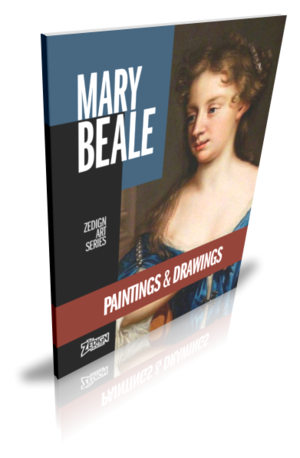 MARY
BEALE
ZEDIGN
ART
SERIES
PAINTINGS & DRAWINGS
ZEDIGN